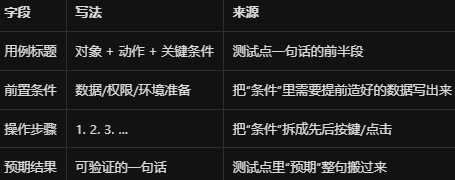 字段 写法 来源
用例标题 对象 + 动作 + 关键条件 测试点一句话的前半段
前置条件 数据/权限/环境准备 把“条件”里需要提前造好的数据写出来
操作步骤 1. 2. 3. ... 把“条件”拆成先后按键/点击
预期结果 可验证的一句话 测试点里“预期”整句搬过来